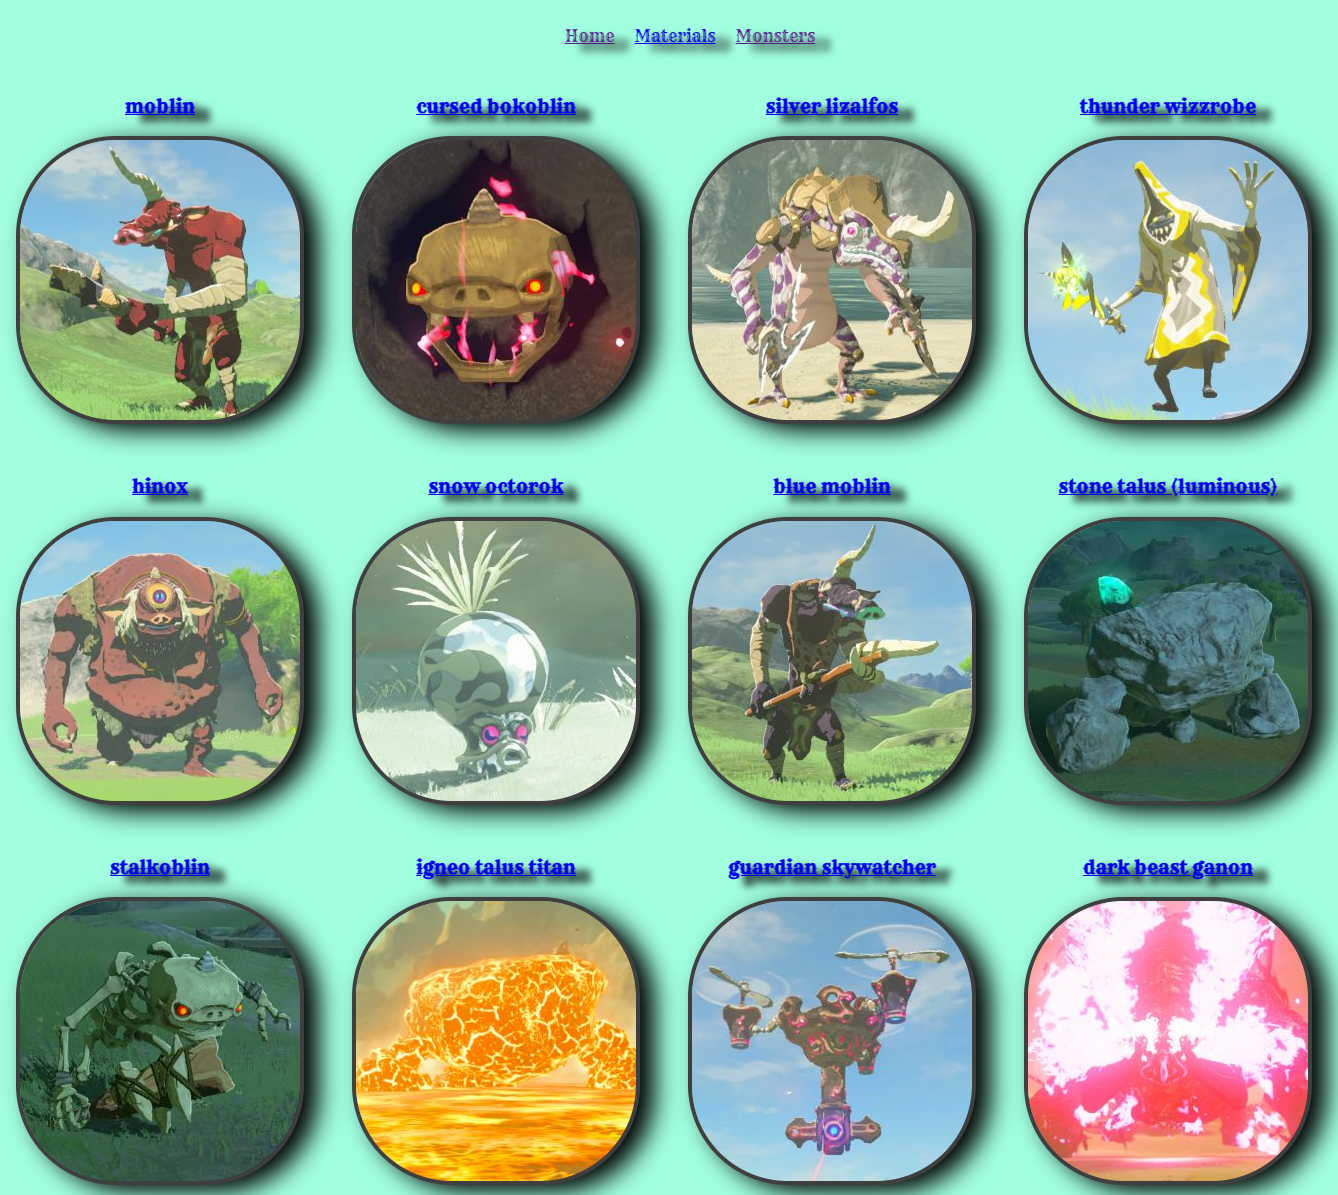 Home Materials Monsters
moblin cursed bokoblin silver lizalfos thunder wizzrobe
hinox snow octorok blue moblin stone talus (luminous)
stalkoblin igneo talus titan guardian skywatcher dark beast ganon